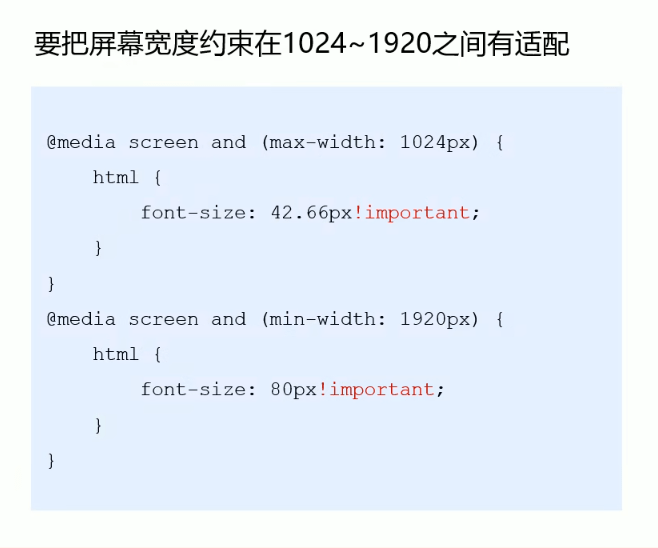 要把屏幕宽度约束在1024~1920之间有适配
@media screen and (max-width: 1024px) {
    html {
        font-size: 42.66px!important;
    }
}
@media screen and (min-width: 1920px) {
    html {
        font-size: 80px!important;
    }
}